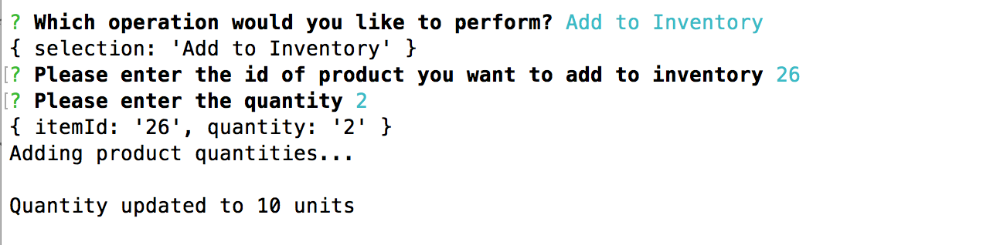 ? Which operation would you like to perform? Add to Inventory
{ selection: 'Add to Inventory' }
[? Please enter the id of product you want to add to inventory 26
[? Please enter the quantity 2
{ itemId: '26', quantity: '2' }
Adding product quantities...
Quantity updated to 10 units